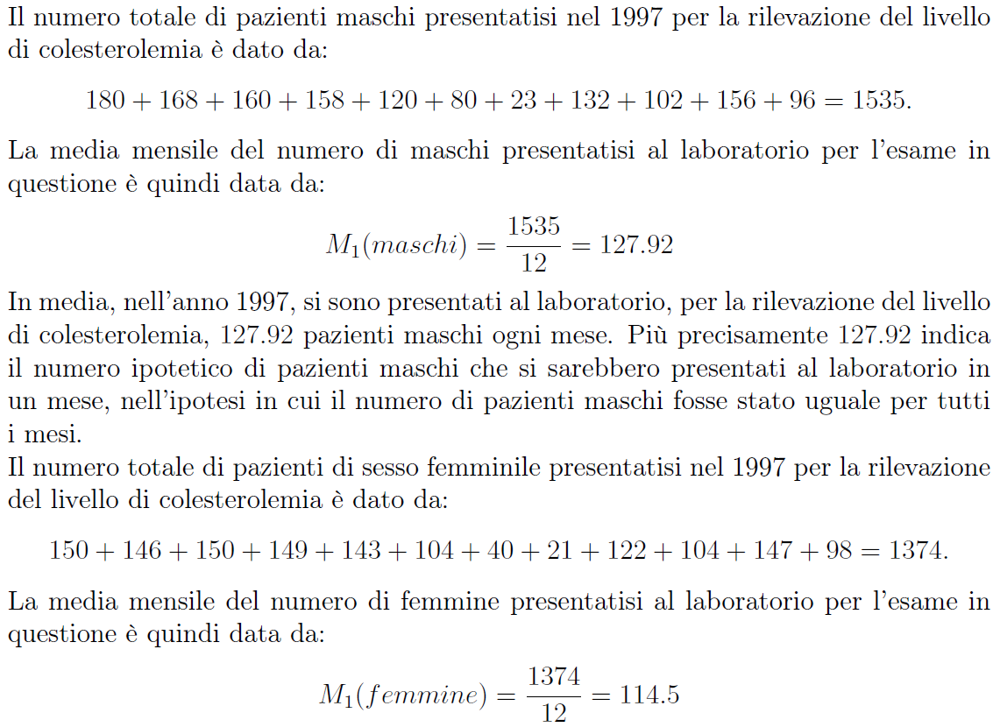 Il numero totale di pazienti maschi presentatisi nel 1997 per la rilevazione del livello
di colesterolemia è dato da:
180 + 168 + 160 + 158 + 120 + 80 + 23 + 132 + 102 + 156 + 96 = 1535.
La media mensile del numero di maschi presentatisi al laboratorio per l'esame in
questione è quindi data da:
M₁(maschi) = 1535/12 = 127.92
In media, nell'anno 1997, si sono presentati al laboratorio, per la rilevazione del livello
di colesterolemia, 127.92 pazienti maschi ogni mese. Più precisamente 127.92 indica
il numero ipotetico di pazienti maschi che si sarebbero presentati al laboratorio in
un mese, nell'ipotesi in cui il numero di pazienti maschi fosse stato uguale per tutti
i mesi.
Il numero totale di pazienti di sesso femminile presentatisi nel 1997 per la rilevazione
del livello di colesterolemia è dato da:
150 + 146 + 150 + 149 + 143 + 104 + 40 + 21 + 122 + 104 + 147 + 98 = 1374.
La media mensile del numero di femmine presentatisi al laboratorio per l'esame in
questione è quindi data da:
M₁(femmine) = 1374/12 = 114.5